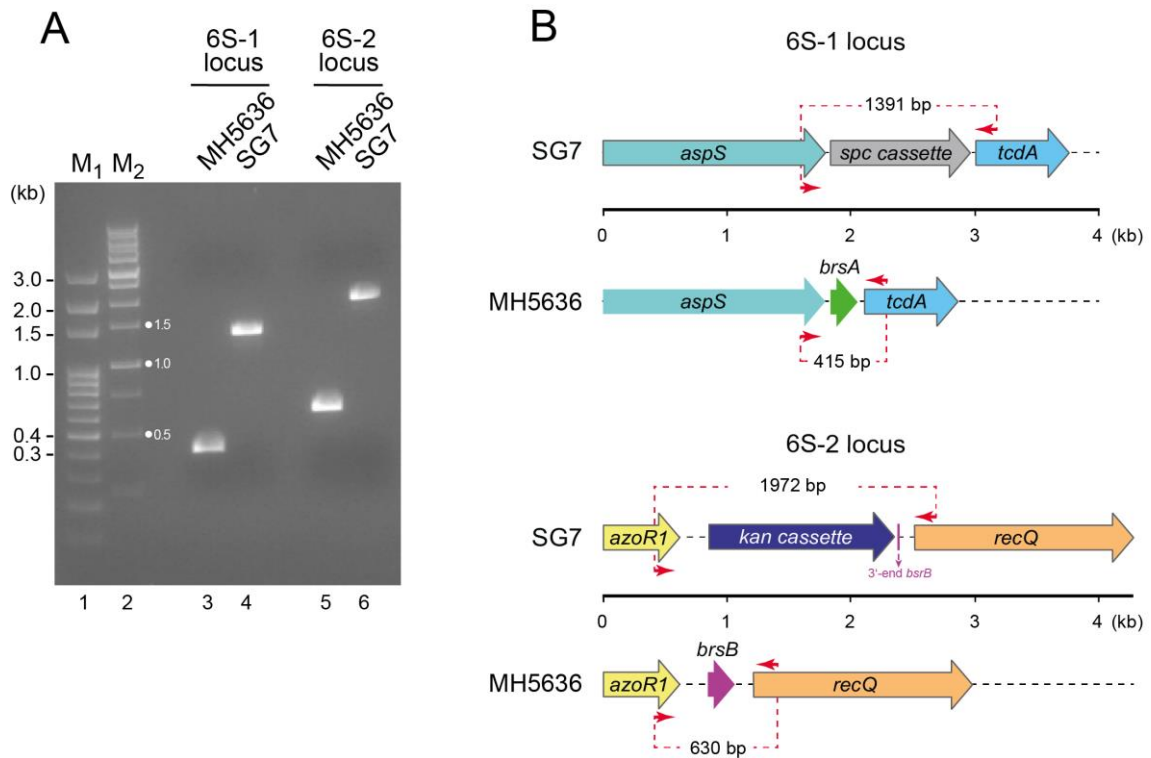 A
6S-1 locus
6S-2 locus
MH5636
SG7
MH5636
SG7
M1 M2
(kb)
3.0
2.0
1.5
1.0
0.4
0.3
1.5
1.0
0.5
1 2 3 4 5 6
B
6S-1 locus
1391 bp
SG7
aspS
spc cassette
tcdA
0 1 2 3 4 (kb)
brsA
MH5636
aspS
tcdA
415 bp
6S-2 locus
1972 bp
SG7
azoR1
kan cassette
recQ
3'-end bsrB
0 1 2 3 4 (kb)
brsB
MH5636
azoR1
recQ
630 bp